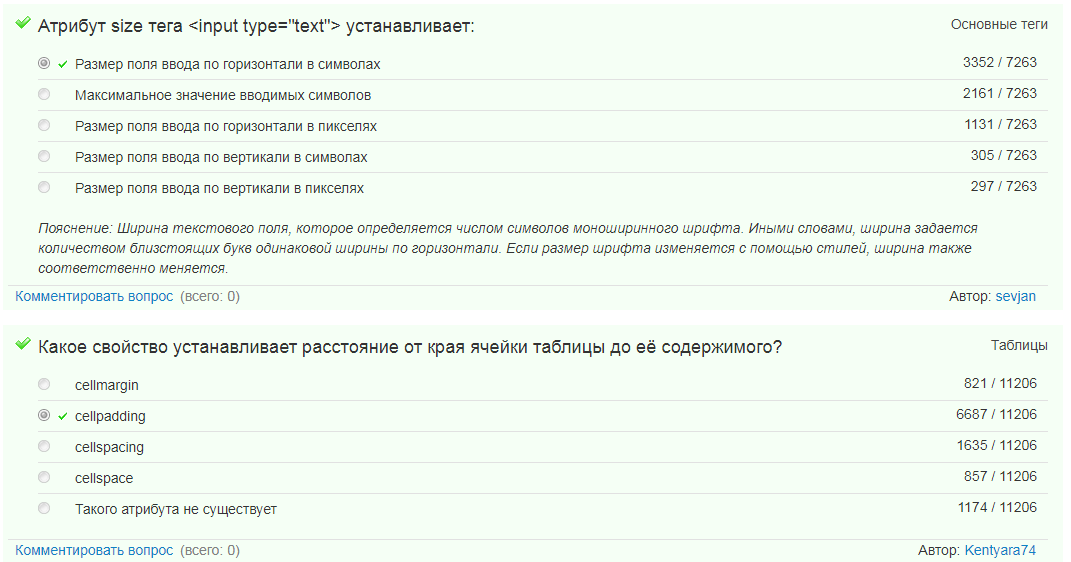 Атрибут size тега <input type="text"> устанавливает: Основные теги
Размер поля ввода по горизонтали в символах 3352 / 7263
Максимальное значение вводимых символов 2161 / 7263
Размер поля ввода по горизонтали в пикселях 1131 / 7263
Размер поля ввода по вертикали в символах 305 / 7263
Размер поля ввода по вертикали в пикселях 297 / 7263
Пояснение: Ширина текстового поля, которое определяется числом символов моноширинного шрифта. Иными словами, ширина задается
количеством близстоящих букв одинаковой ширины по горизонтали. Если размер шрифта изменяется с помощью стилей, ширина также
соответственно меняется.
Комментировать вопрос (всего: 0) Автор: sevjan
Какое свойство устанавливает расстояние от края ячейки таблицы до её содержимого? Таблицы
cellmargin 821 / 11206
cellpadding 6687 / 11206
cellspacing 1635 / 11206
cellspace 857 / 11206
Такого атрибута не существует 1174 / 11206
Комментировать вопрос (всего: 0) Автор: Kentyara74